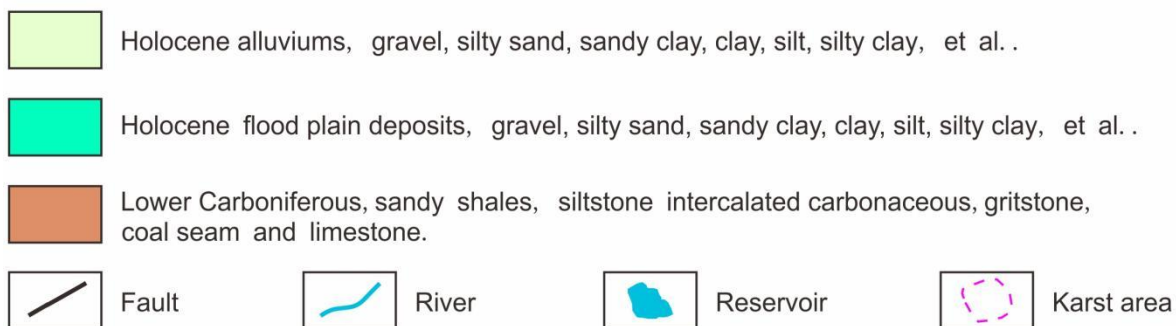 Holocene alluviums, gravel, silty sand, sandy clay, clay, silt, silty clay, et al. .
Holocene flood plain deposits, gravel, silty sand, sandy clay, clay, silt, silty clay, et al. .
Lower Carboniferous, sandy shales, siltstone intercalated carbonaceous, gritstone,
coal seam and limestone.
Fault River Reservoir Karst area